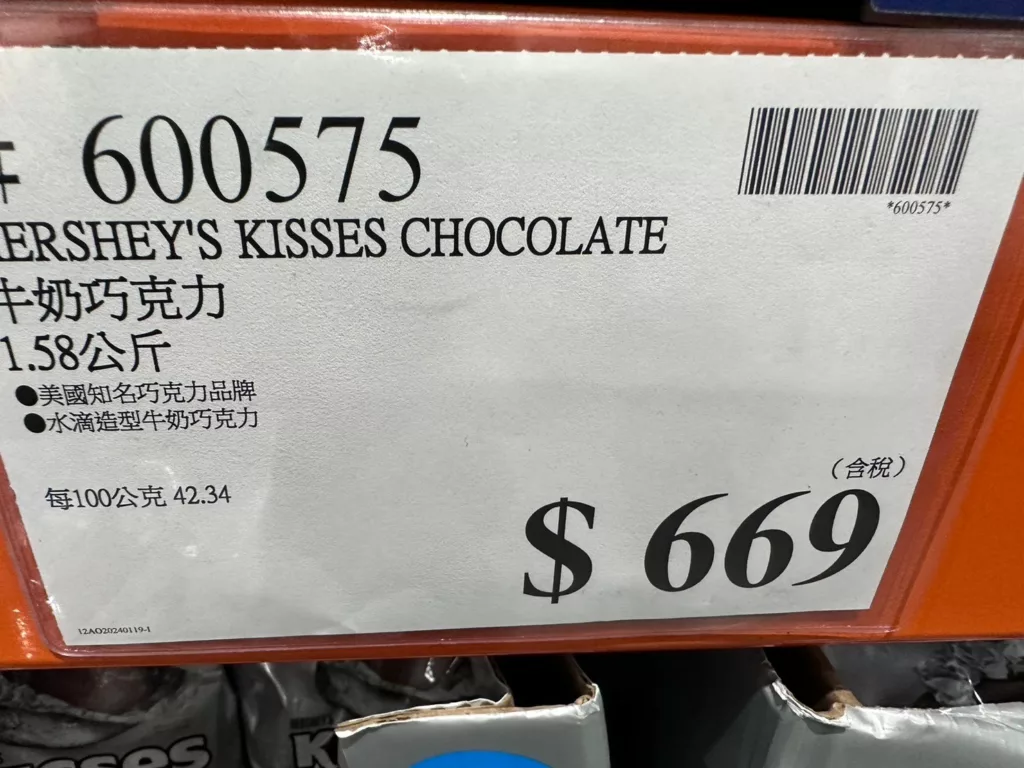 # 600575
*600575*
HERSHEY'S KISSES CHOCOLATE
牛奶巧克力
1.58公斤
●美國知名巧克力品牌
●水滴造型牛奶巧克力
每100公克 42.34
(含稅)
$ 669
12AO20240119-1